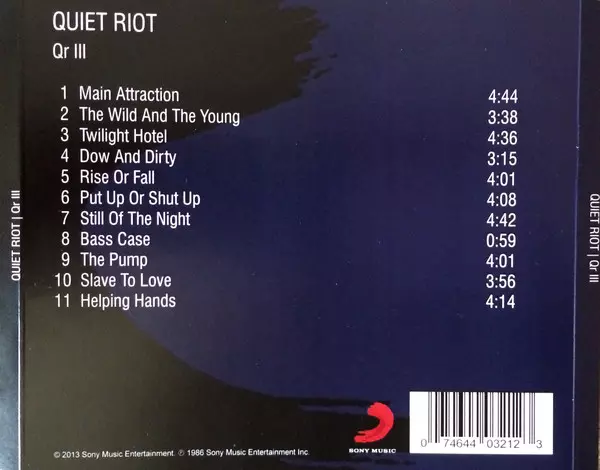 QUIET RIOT
Qr III
1 Main Attraction 4:44
2 The Wild And The Young 3:38
3 Twilight Hotel 4:36
4 Dow And Dirty 3:15
5 Rise Or Fall 4:01
6 Put Up Or Shut Up 4:08
7 Still Of The Night 4:42
8 Bass Case 0:59
9 The Pump 4:01
10 Slave To Love 3:56
11 Helping Hands 4:14
QUIET RIOT | Qr III
QUIET RIOT | Qr III
SONY MUSIC
0 74644 03212 3
© 2013 Sony Music Entertainment. ℗ 1986 Sony Music Entertainment Inc.